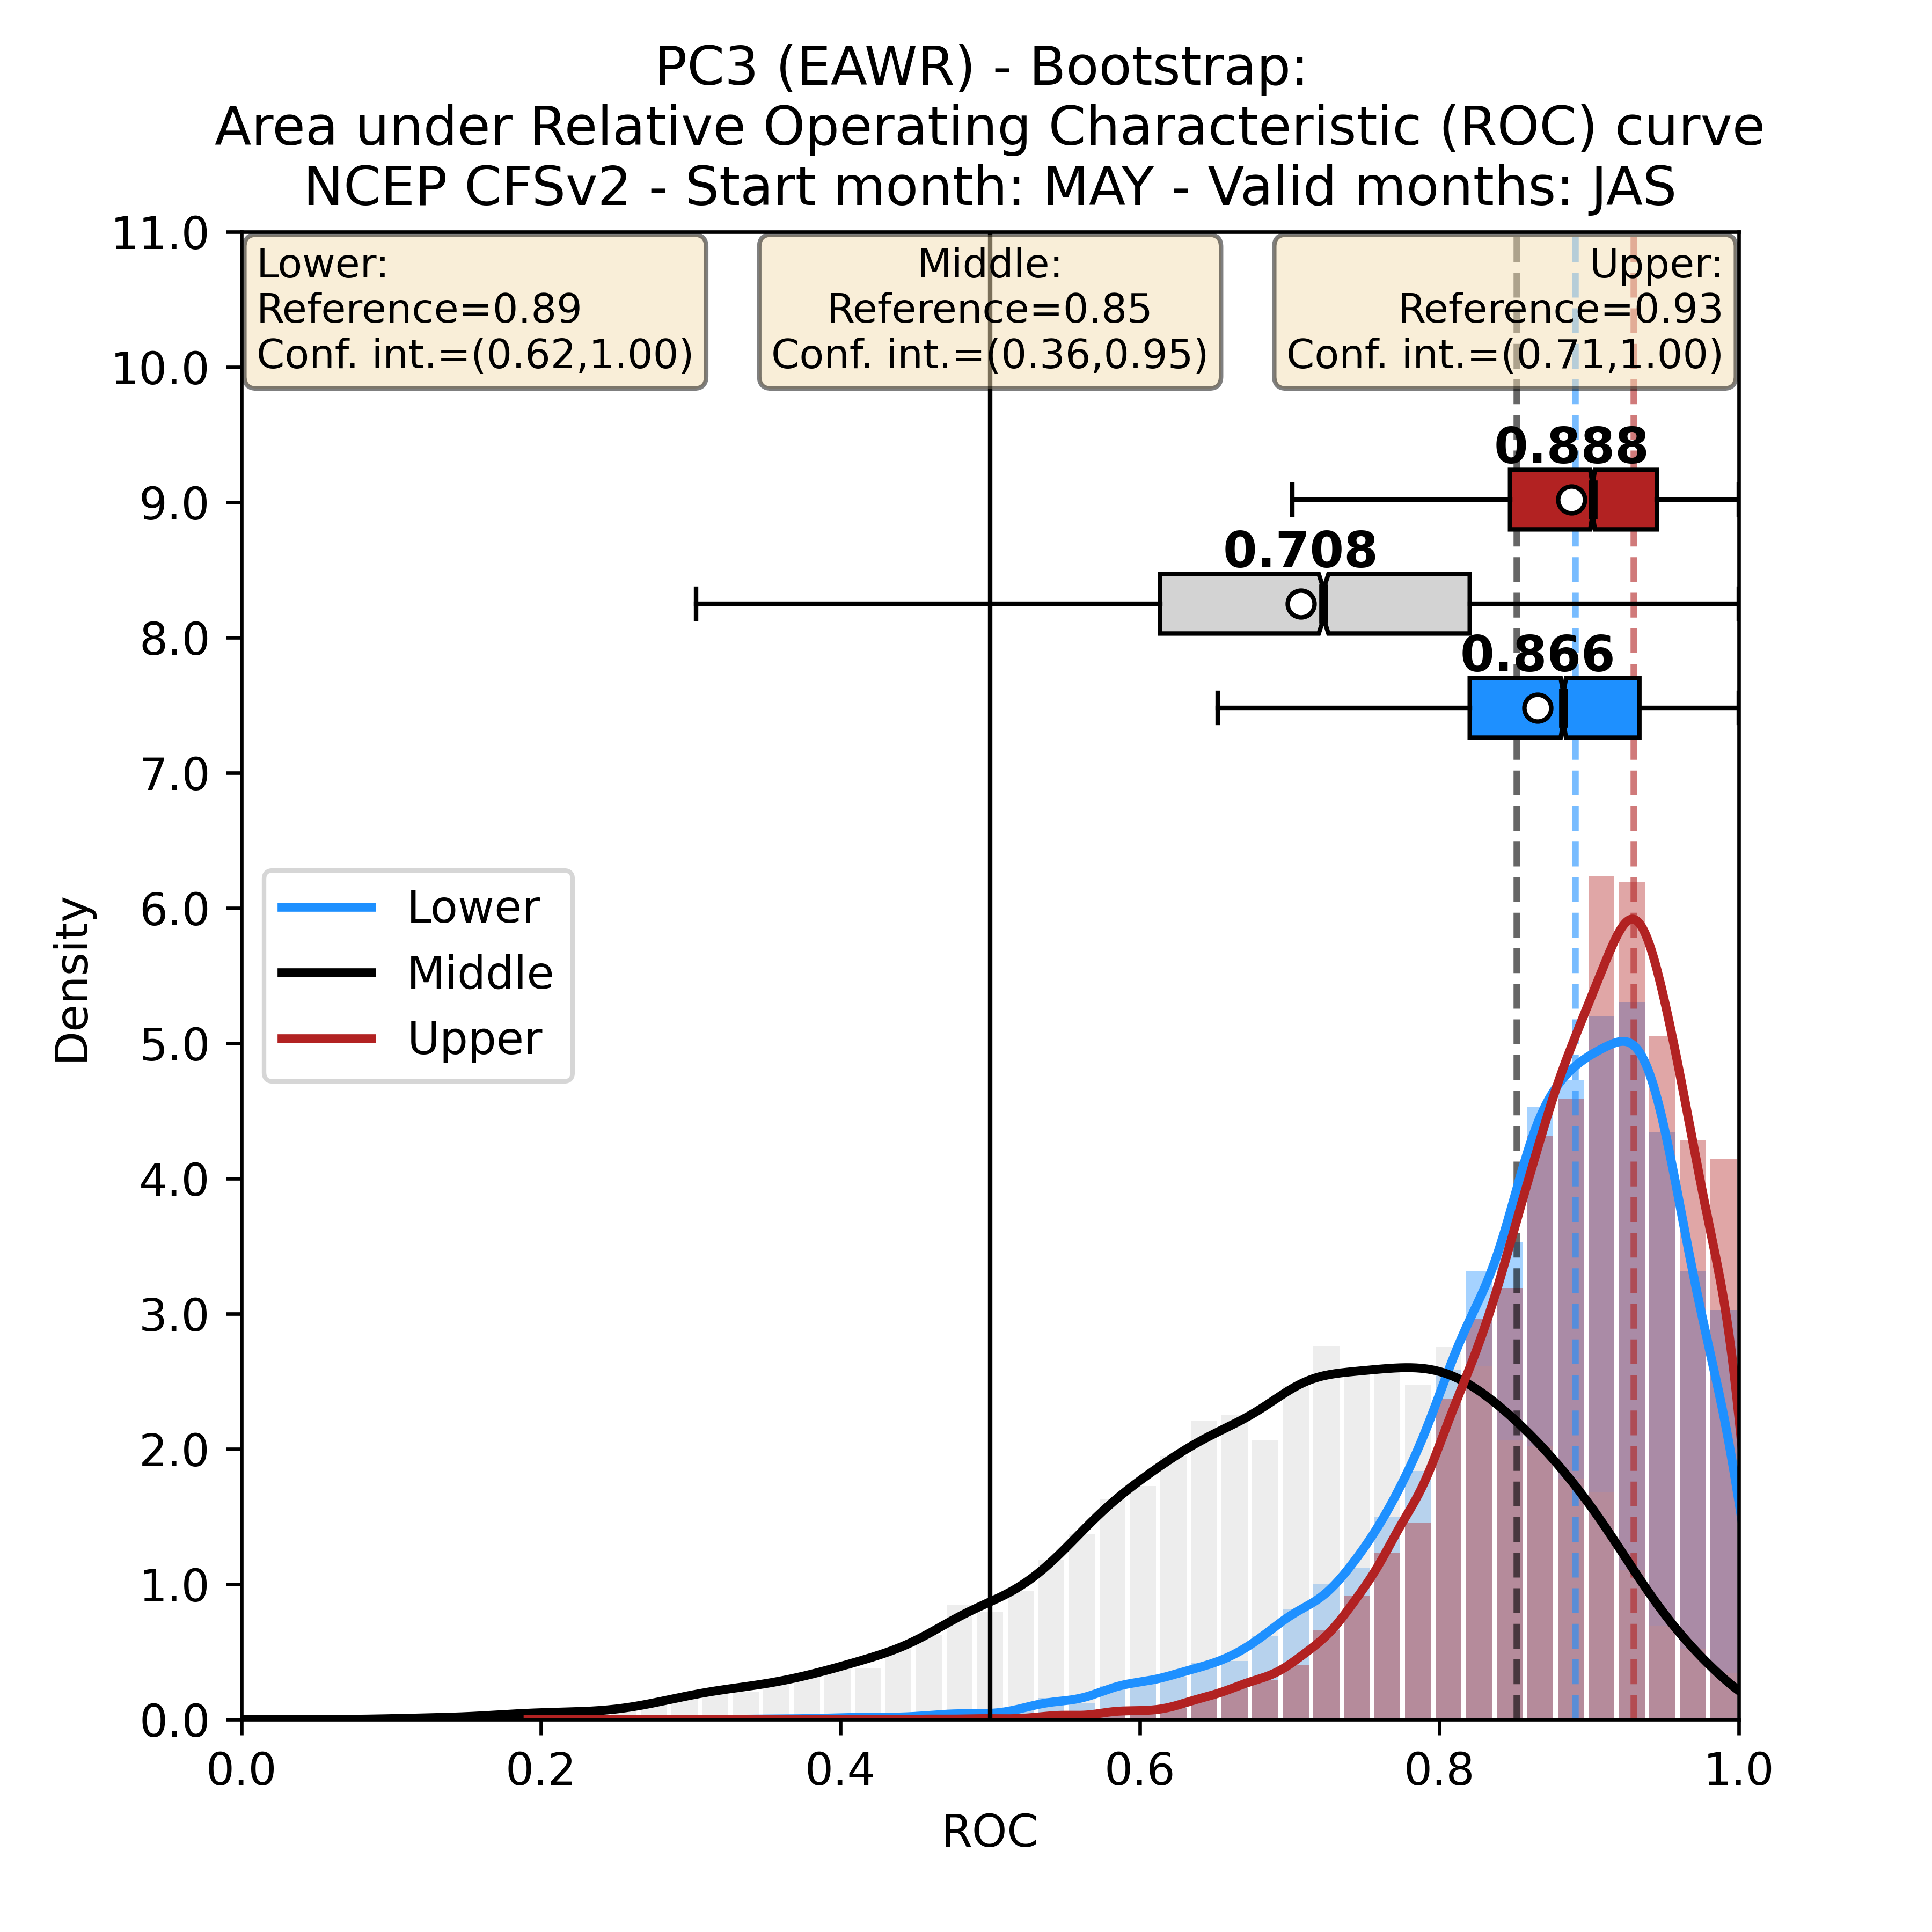 PC3 (EAWR) - Bootstrap:
Area under Relative Operating Characteristic (ROC) curve
NCEP CFSv2 - Start month: MAY - Valid months: JAS
Lower:
Reference=0.89
Conf. int.=(0.62,1.00)
Middle:
Reference=0.85
Conf. int.=(0.36,0.95)
Upper:
Reference=0.93
Conf. int.=(0.71,1.00)
0.888
0.708
0.866
Lower
Middle
Upper
Density
11.0
10.0
9.0
8.0
7.0
6.0
5.0
4.0
3.0
2.0
1.0
0.0
0.0 0.2 0.4 0.6 0.8 1.0
ROC